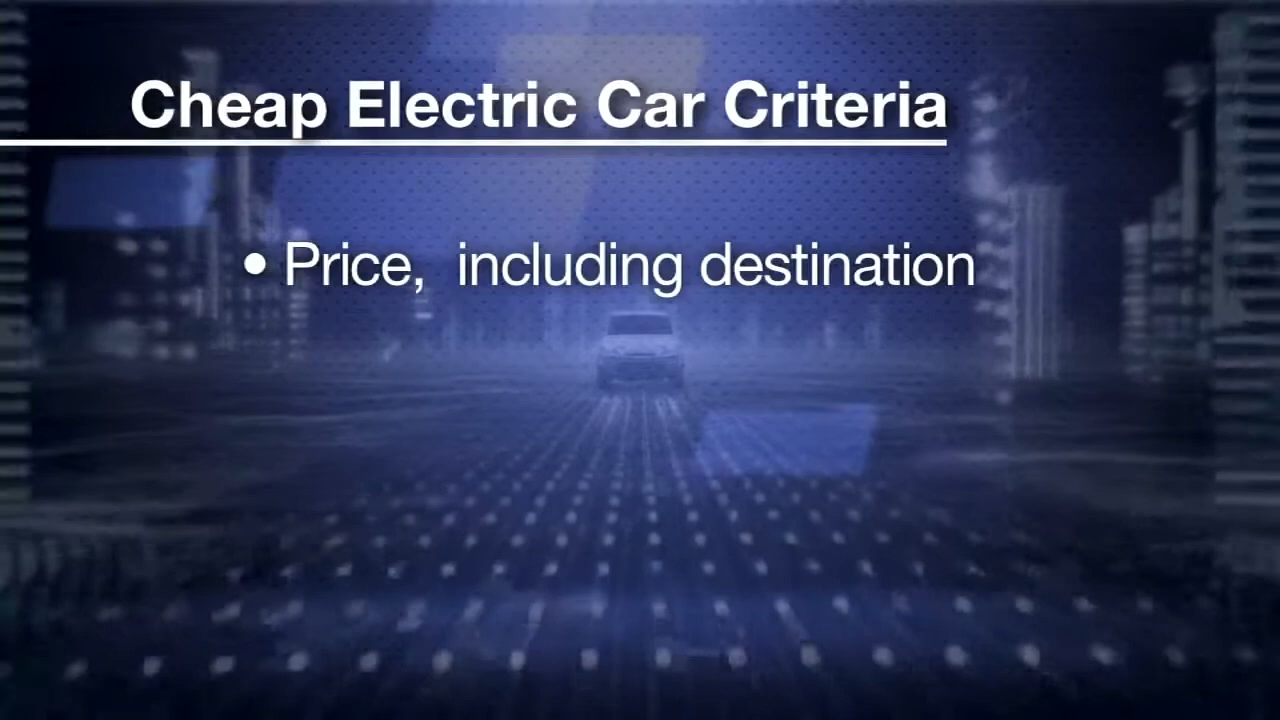 Cheap Electric Car Criteria
• Price,  including destination